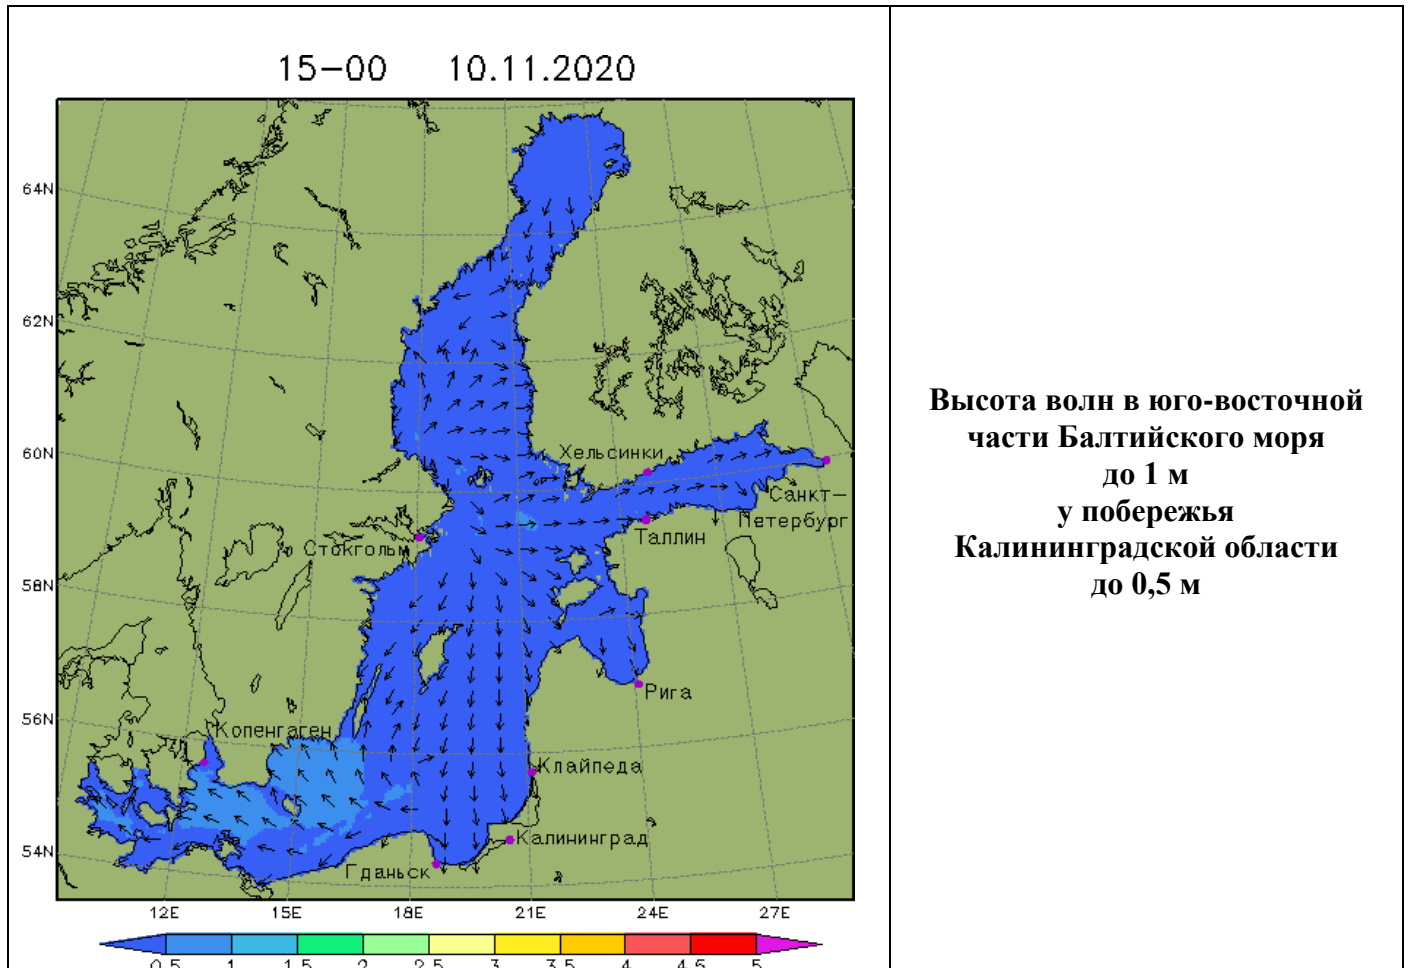 15-00 10.11.2020
64N
62N
60N
58N
56N
54N
Хельсинки
Санкт-
Петербург
Таллин
Стокгольм
Рига
Копенгаген
Клайпеда
Калининград
Гданьск
12E 15E 18E 21E 24E 27E
0.5 1 1.5 2 2.5 3 3.5 4 4.5 5
Высота волн в юго-восточной
части Балтийского моря
до 1 м
у побережья
Калининградской области
до 0,5 м